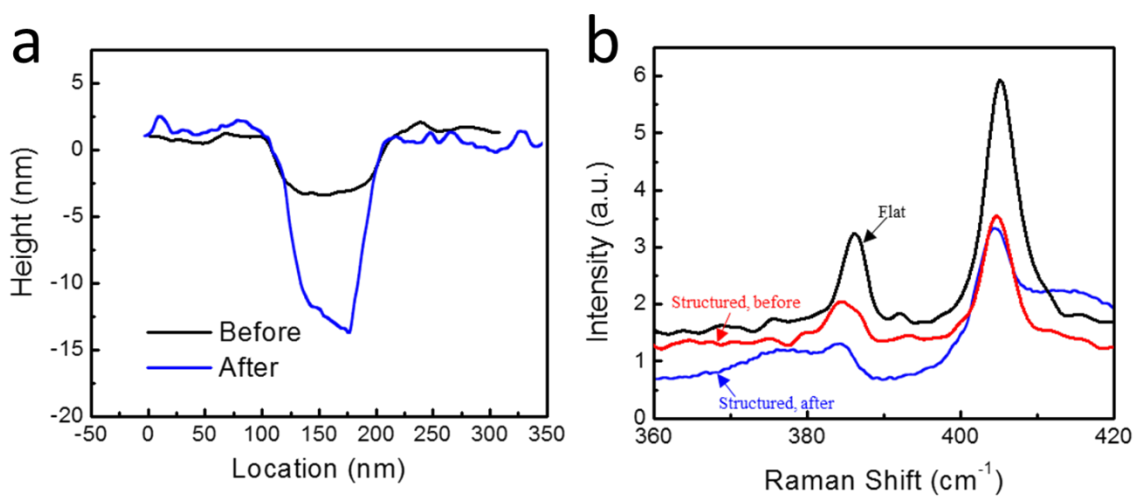 a
Height (nm)
5
0
-5
-10
-15
-20
Before
After
-50 0 50 100 150 200 250 300 350
Location (nm)
b
Intensity (a.u.)
6
5
4
3
2
1
0
Flat
Structured, before
Structured, after
360 380 400 420
Raman Shift (cm⁻¹)